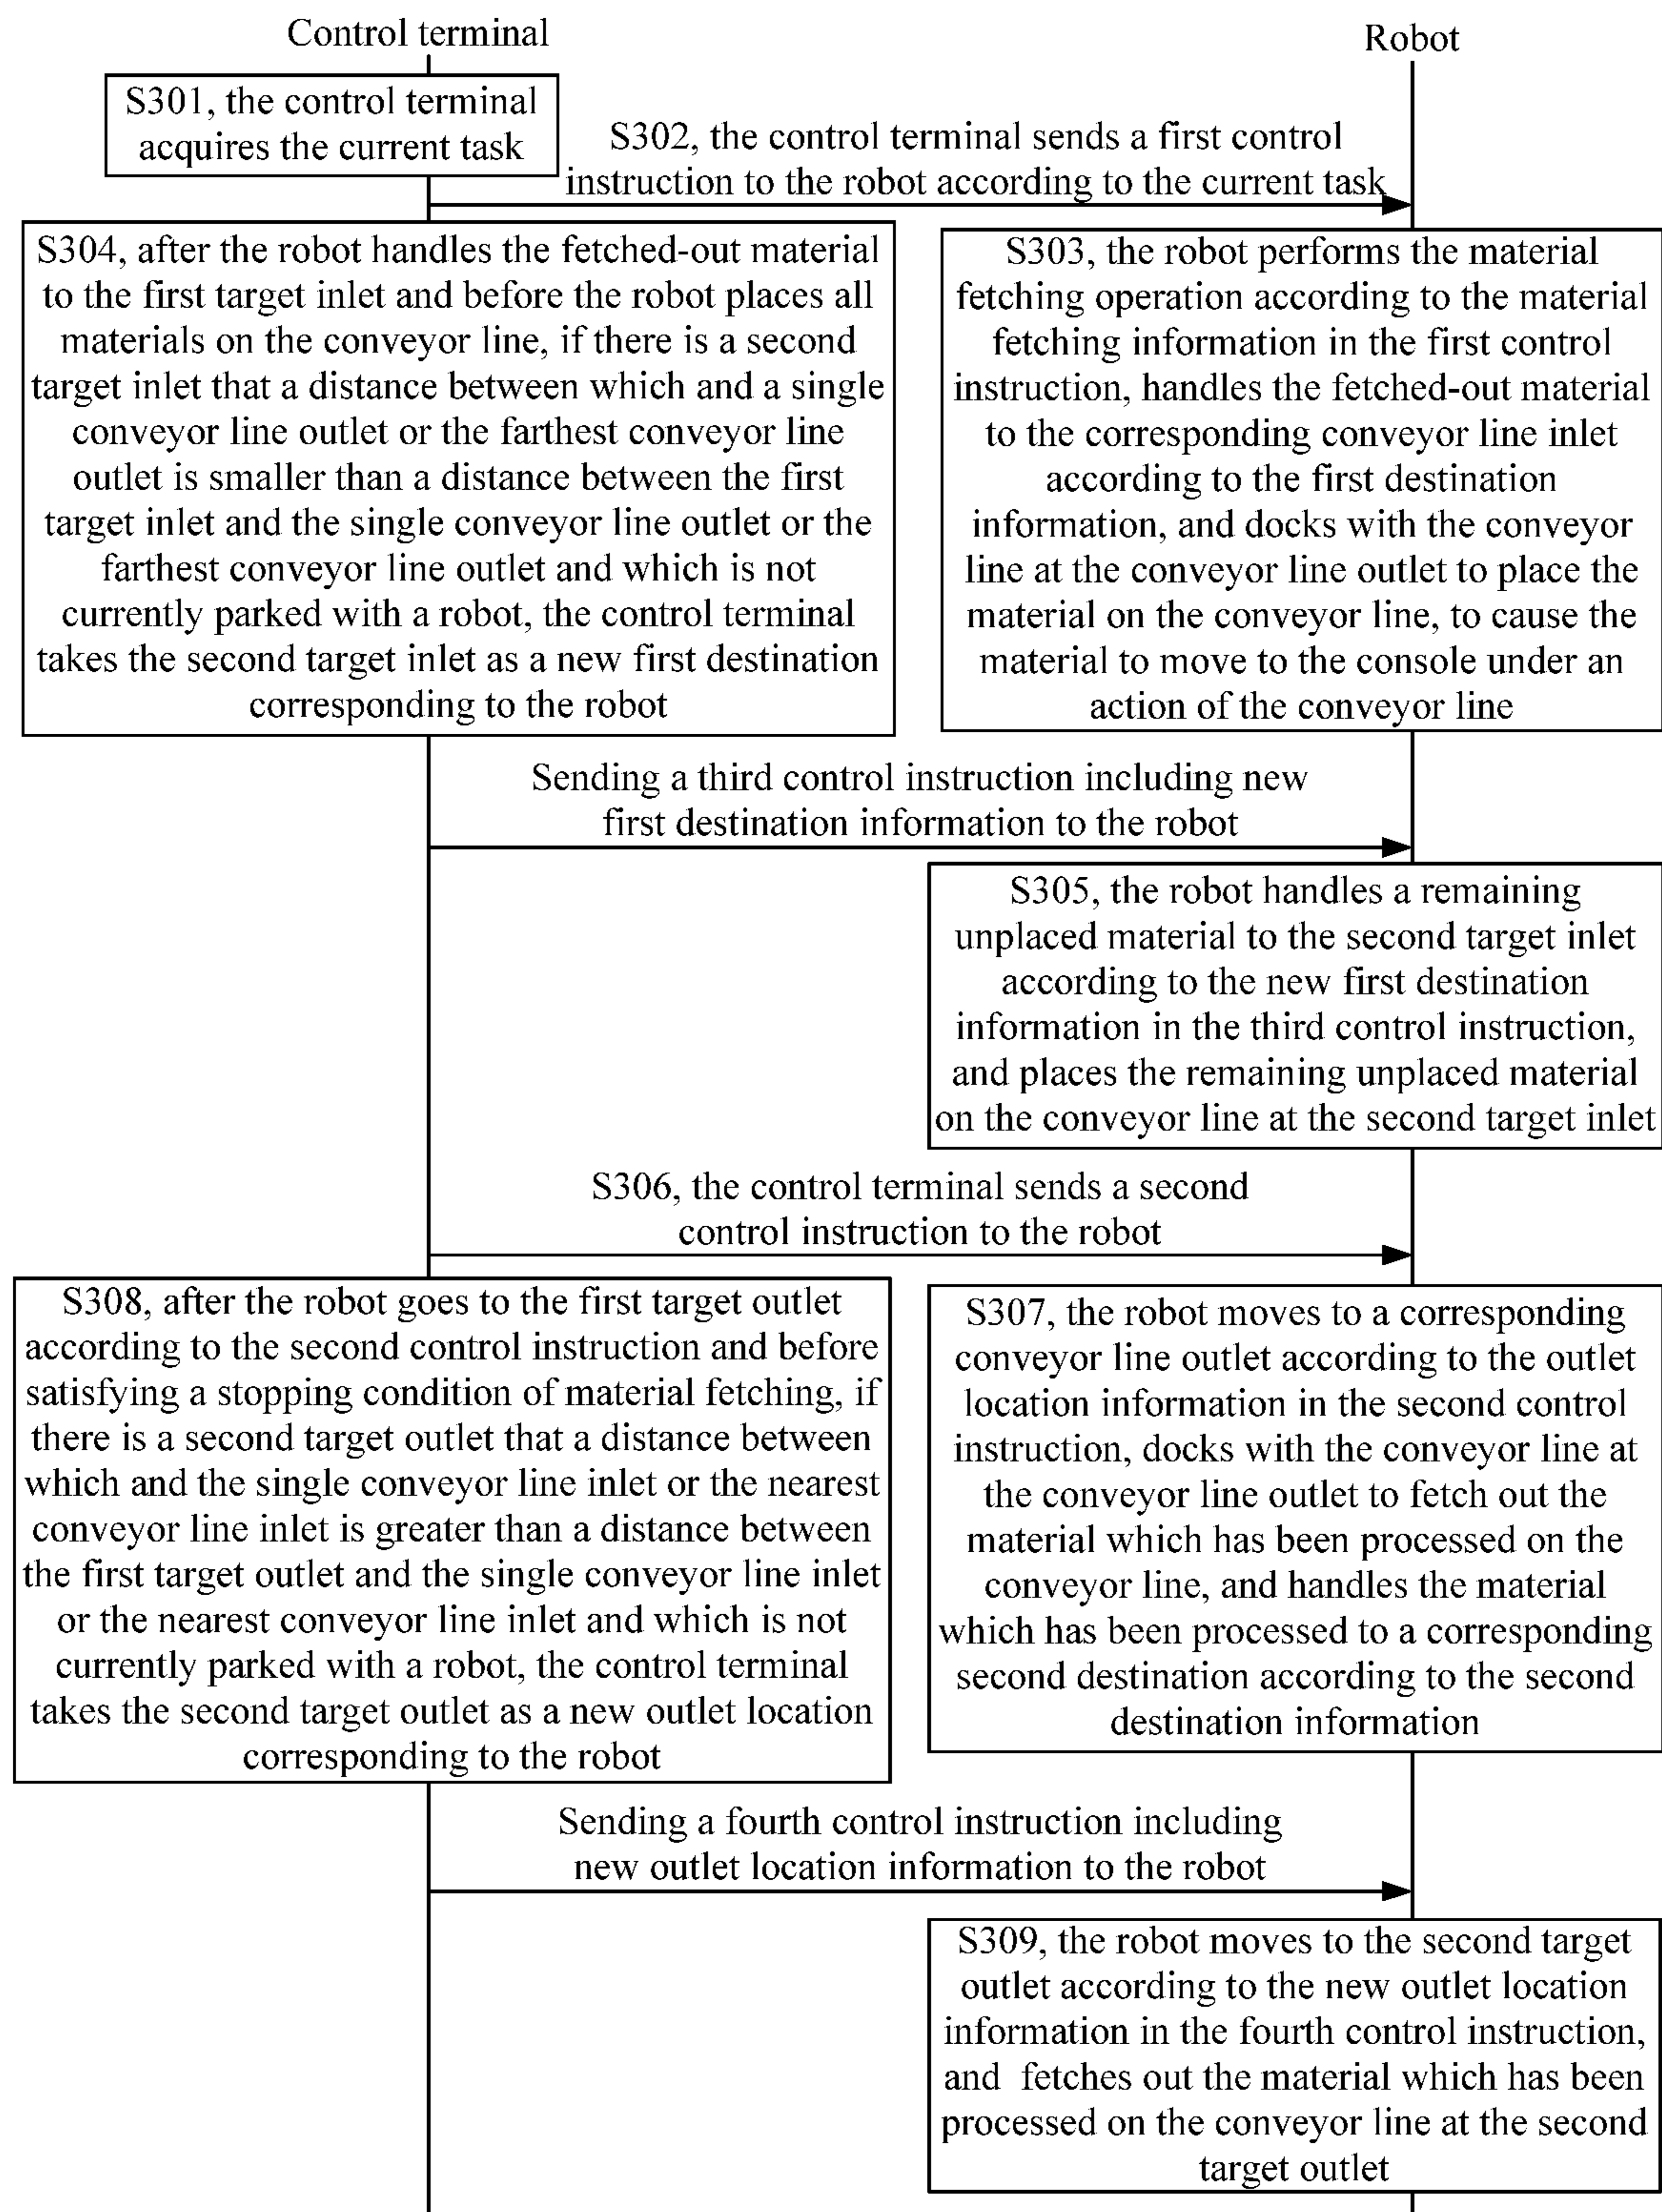 Control terminal
Robot
S301, the control terminal
acquires the current task
S302, the control terminal sends a first control
instruction to the robot according to the current task
S304, after the robot handles the fetched-out material
to the first target inlet and before the robot places all
materials on the conveyor line, if there is a second
target inlet that a distance between which and a single
conveyor line outlet or the farthest conveyor line
outlet is smaller than a distance between the first
target inlet and the single conveyor line outlet or the
farthest conveyor line outlet and which is not
currently parked with a robot, the control terminal
takes the second target inlet as a new first destination
corresponding to the robot
S303, the robot performs the material
fetching operation according to the material
fetching information in the first control
instruction, handles the fetched-out material
to the corresponding conveyor line inlet
according to the first destination
information, and docks with the conveyor
line at the conveyor line outlet to place the
material on the conveyor line, to cause the
material to move to the console under an
action of the conveyor line
Sending a third control instruction including new
first destination information to the robot
S305, the robot handles a remaining
unplaced material to the second target inlet
according to the new first destination
information in the third control instruction,
and places the remaining unplaced material
on the conveyor line at the second target inlet
S306, the control terminal sends a second
control instruction to the robot
S308, after the robot goes to the first target outlet
according to the second control instruction and before
satisfying a stopping condition of material fetching, if
there is a second target outlet that a distance between
which and the single conveyor line inlet or the nearest
conveyor line inlet is greater than a distance between
the first target outlet and the single conveyor line inlet
or the nearest conveyor line inlet and which is not
currently parked with a robot, the control terminal
takes the second target outlet as a new outlet location
corresponding to the robot
S307, the robot moves to a corresponding
conveyor line outlet according to the outlet
location information in the second control
instruction, docks with the conveyor line at
the conveyor line outlet to fetch out the
material which has been processed on the
conveyor line, and handles the material
which has been processed to a corresponding
second destination according to the second
destination information
Sending a fourth control instruction including
new outlet location information to the robot
S309, the robot moves to the second target
outlet according to the new outlet location
information in the fourth control instruction,
and fetches out the material which has been
processed on the conveyor line at the second
target outlet